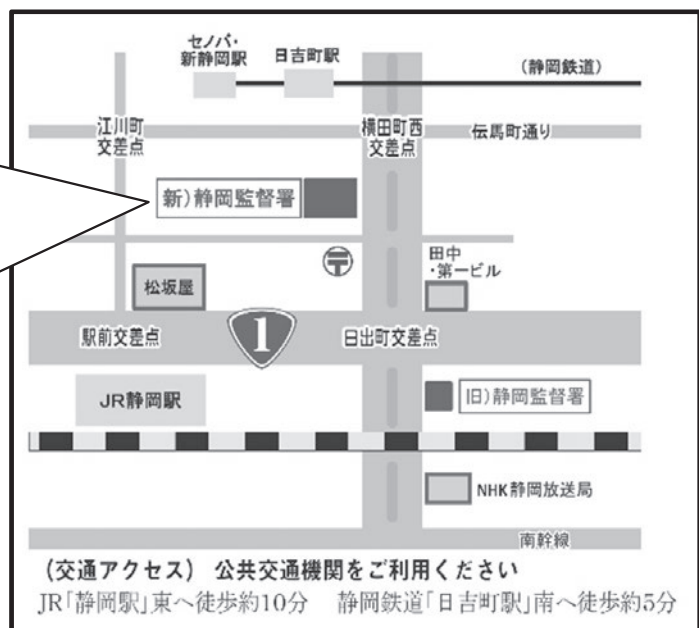 セノバ・
新静岡駅
日吉町駅
(静岡鉄道)
江川町
交差点
横田町西
交差点
伝馬町通り
新)静岡監督署
〒
田中
・第一ビル
松坂屋
駅前交差点
1
日出町交差点
JR静岡駅
旧)静岡監督署
NHK静岡放送局
南幹線
(交通アクセス) 公共交通機関をご利用ください
JR「静岡駅」東へ徒歩約10分 静岡鉄道「日吉町駅」南へ徒歩約5分